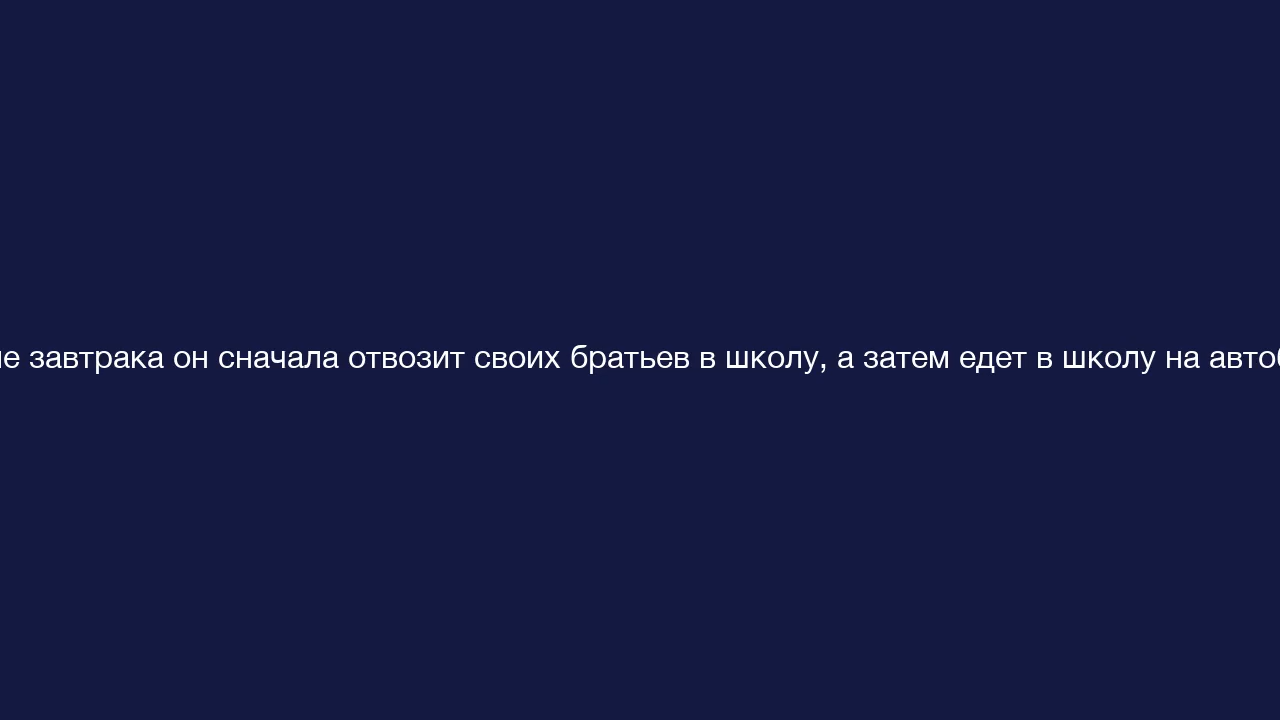 завтрака он сначала отвозит своих братьев в школу, а затем едет в школу на